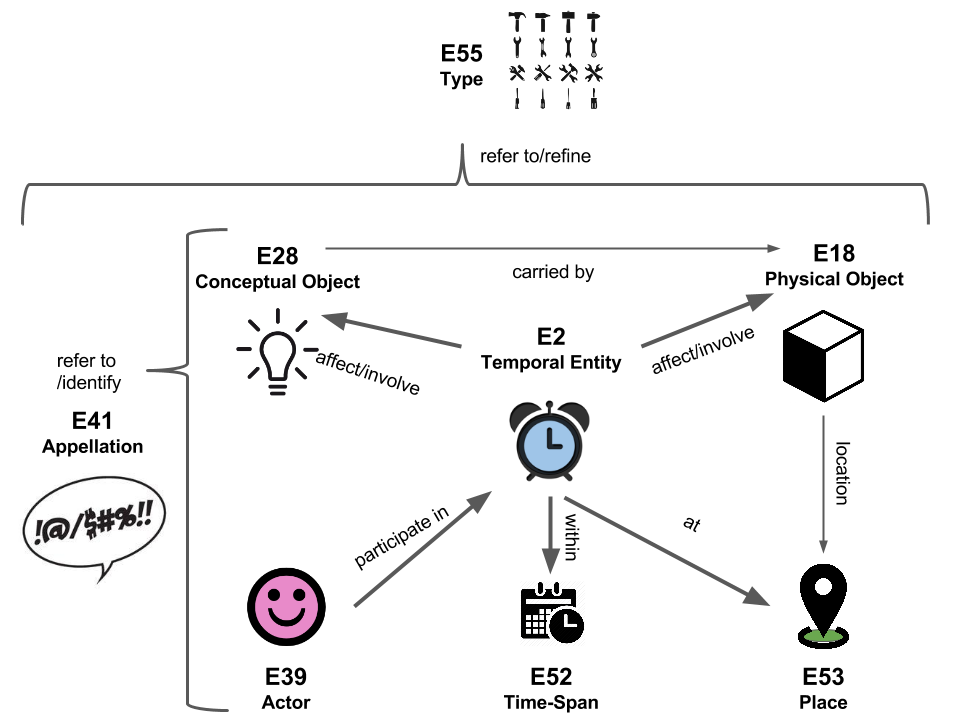 E55
Type
refer to/refine
E28
Conceptual Object
carried by
E18
Physical Object
E2
Temporal Entity
affect/involve
affect/involve
refer to
/identify
E41
Appellation
!@/§#%!!
location
participate in
within
at
E39
Actor
E52
Time-Span
E53
Place